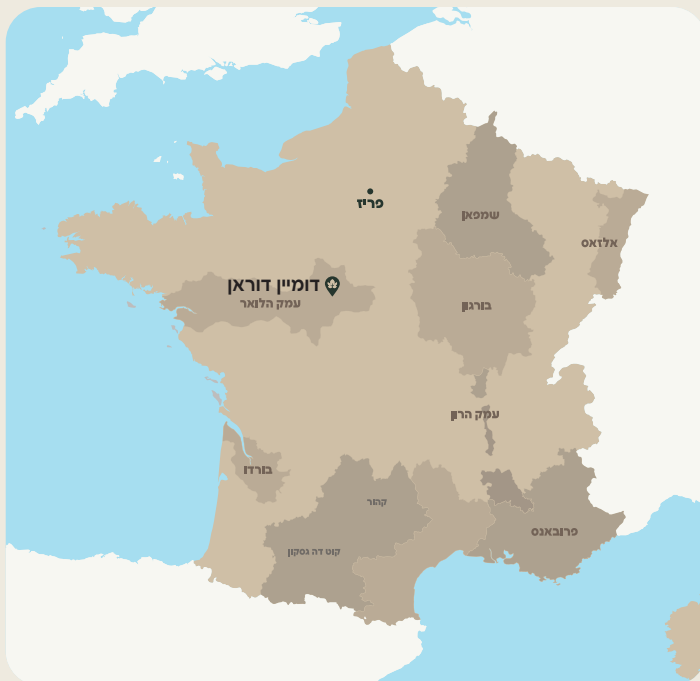 פריז
שמפאן
אלזאס
דומיין דוראן
עמק הלואר
בורגון
עמק הרון
בורדו
קהור
פרובאנס
קוט דה גסקון